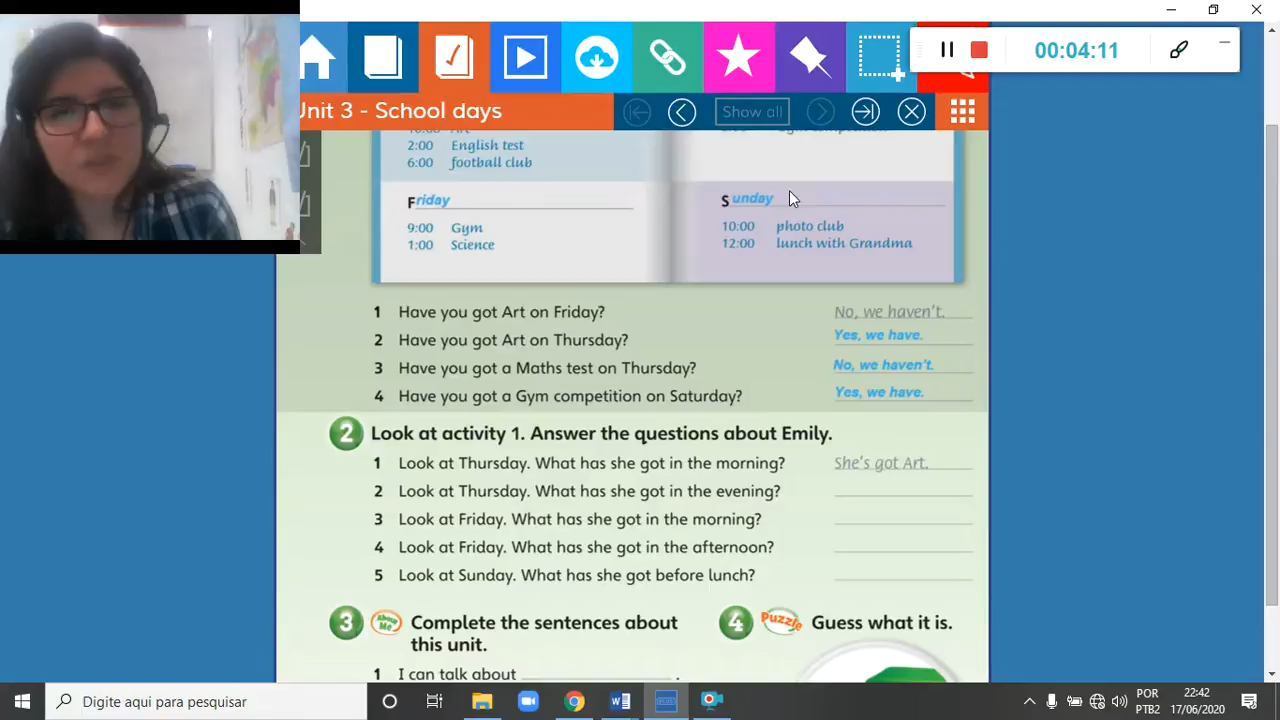 00:04:11
Unit 3 - School days
Show all
10:00 Art
2:00 English test
6:00 football club
Gym competition
Friday
9:00 Gym
1:00 Science
Sunday
10:00 photo club
12:00 lunch with Grandma
1 Have you got Art on Friday? No, we haven't.
2 Have you got Art on Thursday? Yes, we have.
3 Have you got a Maths test on Thursday? No, we haven't.
4 Have you got a Gym competition on Saturday? Yes, we have.
2 Look at activity 1. Answer the questions about Emily.
1 Look at Thursday. What has she got in the morning? She's got Art.
2 Look at Thursday. What has she got in the evening?
3 Look at Friday. What has she got in the morning?
4 Look at Friday. What has she got in the afternoon?
5 Look at Sunday. What has she got before lunch?
3 About Me Complete the sentences about
this unit.
1 I can talk about .
4 Puzzle Guess what it is.
Digite aqui para pesquisar
POR
PTB2
22:42
17/06/2020